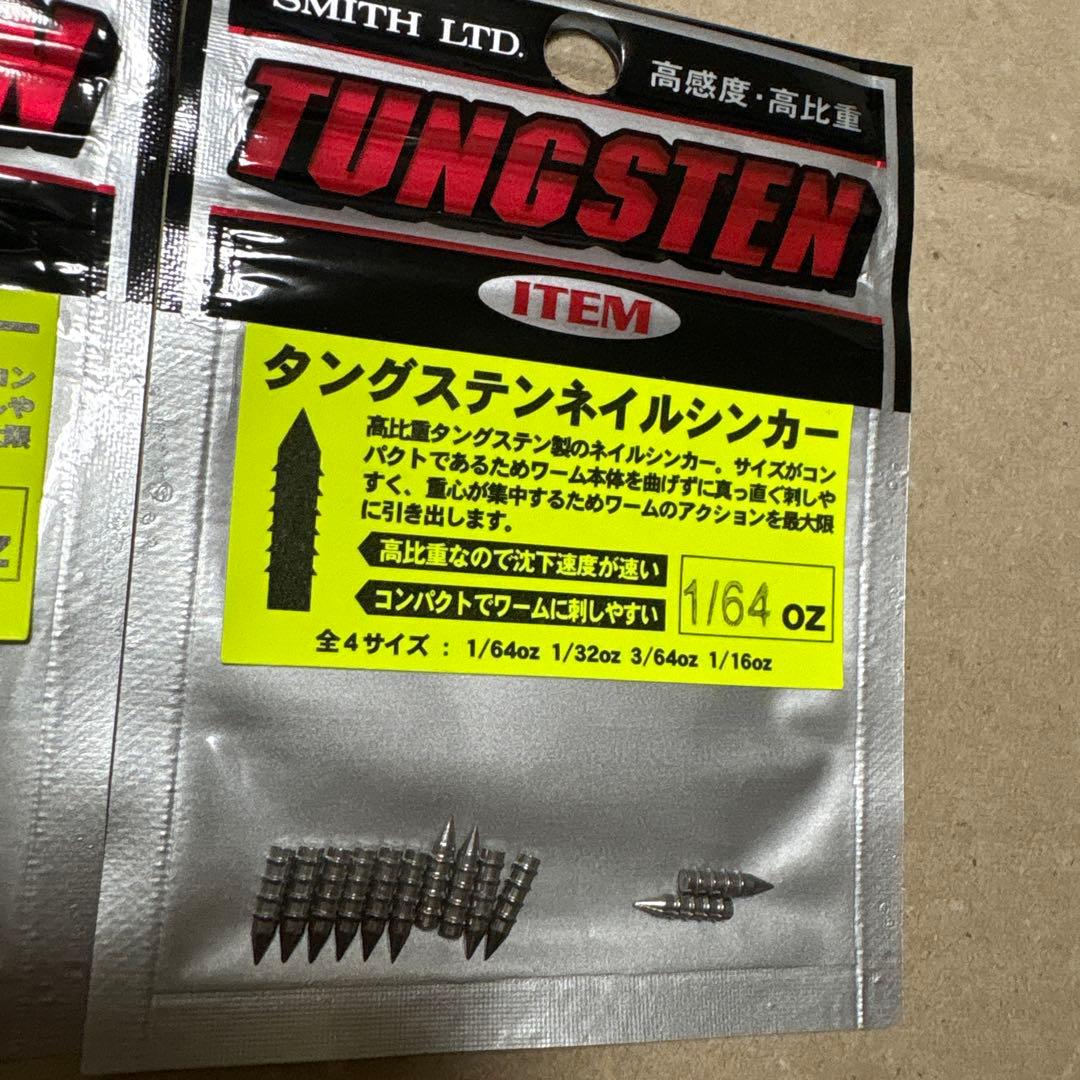 SMITH LTD.
高感度・高比重
TUNGSTEN
ITEM
タングステンネイルシンカー
高比重タングステン製のネイルシンカー。サイズがコン
パクトであるためワーム本体を曲げずに真っ直ぐ刺しや
すく、重心が集中するためワームのアクションを最大限
に引き出します。
高比重なので沈下速度が速い
コンパクトでワームに刺しやすい
1/64 oz
全4サイズ : 1/64oz 1/32oz 3/64oz 1/16oz
N
コン
しや
大限
z